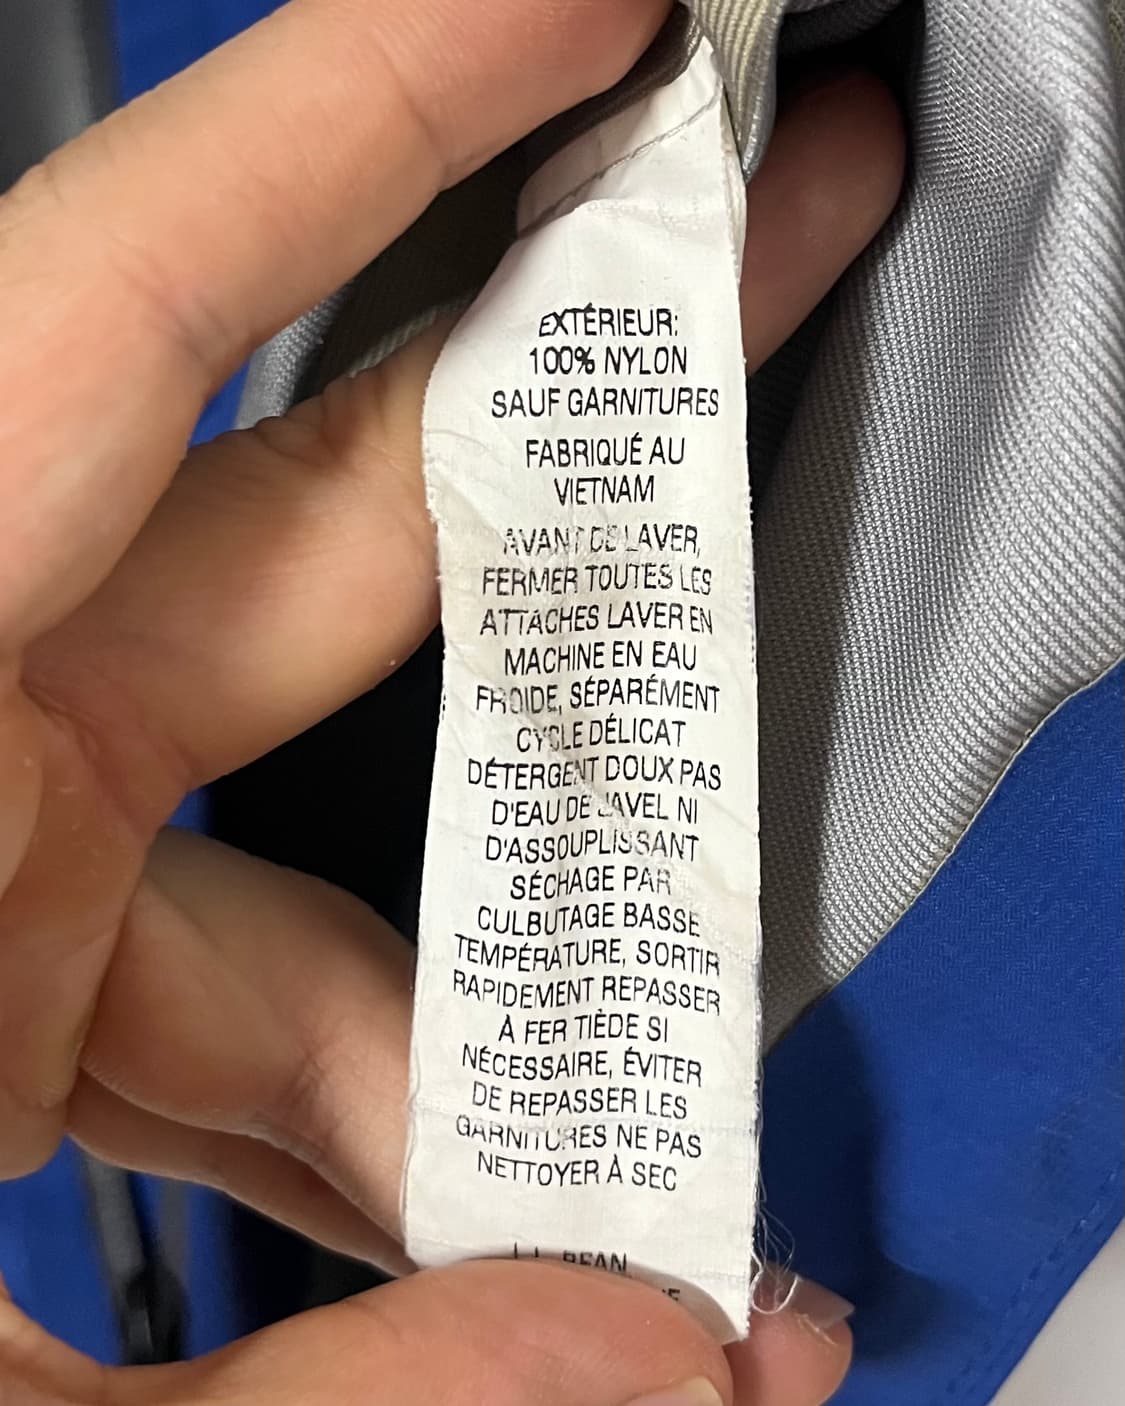 EXTÉRIEUR:
100% NYLON
SAUF GARNITURES
FABRIQUÉ AU
VIETNAM
AVANT DE LAVER,
FERMER TOUTES LES
ATTACHES LAVER EN
MACHINE EN EAU
FROIDE, SÉPARÉMENT
CYCLE DÉLICAT
DÉTERGENT DOUX PAS
D'EAU DE JAVEL NI
D'ASSOUPLISSANT
SÉCHAGE PAR
CULBUTAGE BASSE
TEMPÉRATURE, SORTIR
RAPIDEMENT REPASSER
À FER TIÈDE SI
NÉCESSAIRE, ÉVITER
DE REPASSER LES
GARNITURES NE PAS
NETTOYER À SEC
BEAN